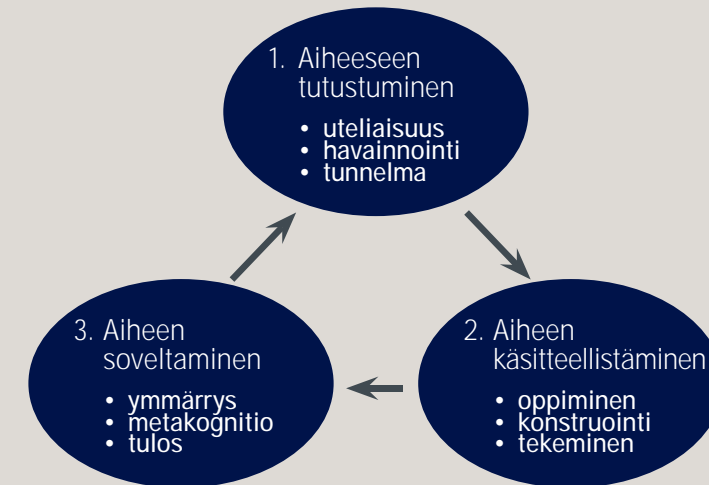 1. Aiheeseen
tutustuminen
• uteliaisuus
• havainnointi
• tunnelma
2. Aiheen
käsitteellistäminen
• oppiminen
• konstruointi
• tekeminen
3. Aiheen
soveltaminen
• ymmärrys
• metakognitio
• tulos